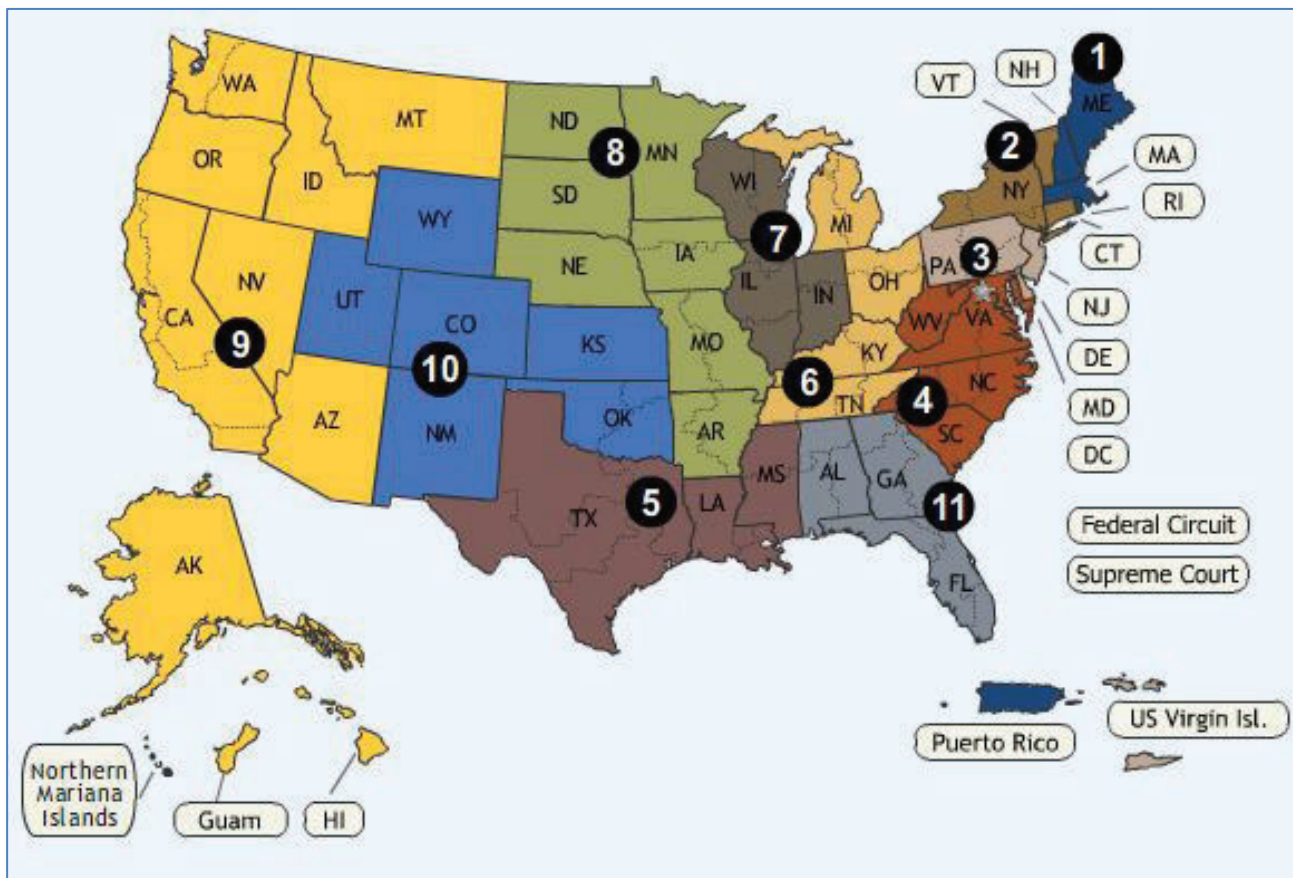 1
WA
MT
ND
MN
VT
NH
ME
2
MA
OR
ID
8
SD
WI
MI
NY
RI
WY
7
CT
NE
IA
PA
3
NV
UT
IL
IN
OH
NJ
CA
CO
KS
MO
WV
VA
DE
9
10
KY
6
NC
MD
AZ
NM
OK
AR
TN
4
SC
DC
TX
5
LA
MS
AL
GA
11
Federal Circuit
AK
FL
Supreme Court
US Virgin Isl.
Puerto Rico
Northern
Mariana
Islands
Guam
HI